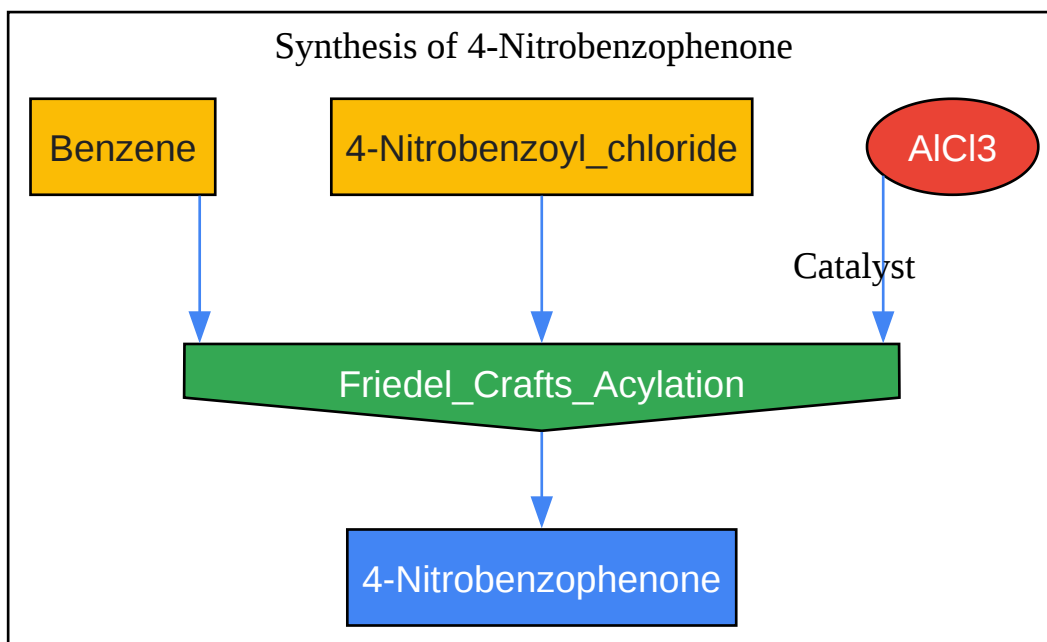 Synthesis of 4-Nitrobenzophenone
Benzene
4-Nitrobenzoyl_chloride
AlCl3
Catalyst
Friedel_Crafts_Acylation
4-Nitrobenzophenone